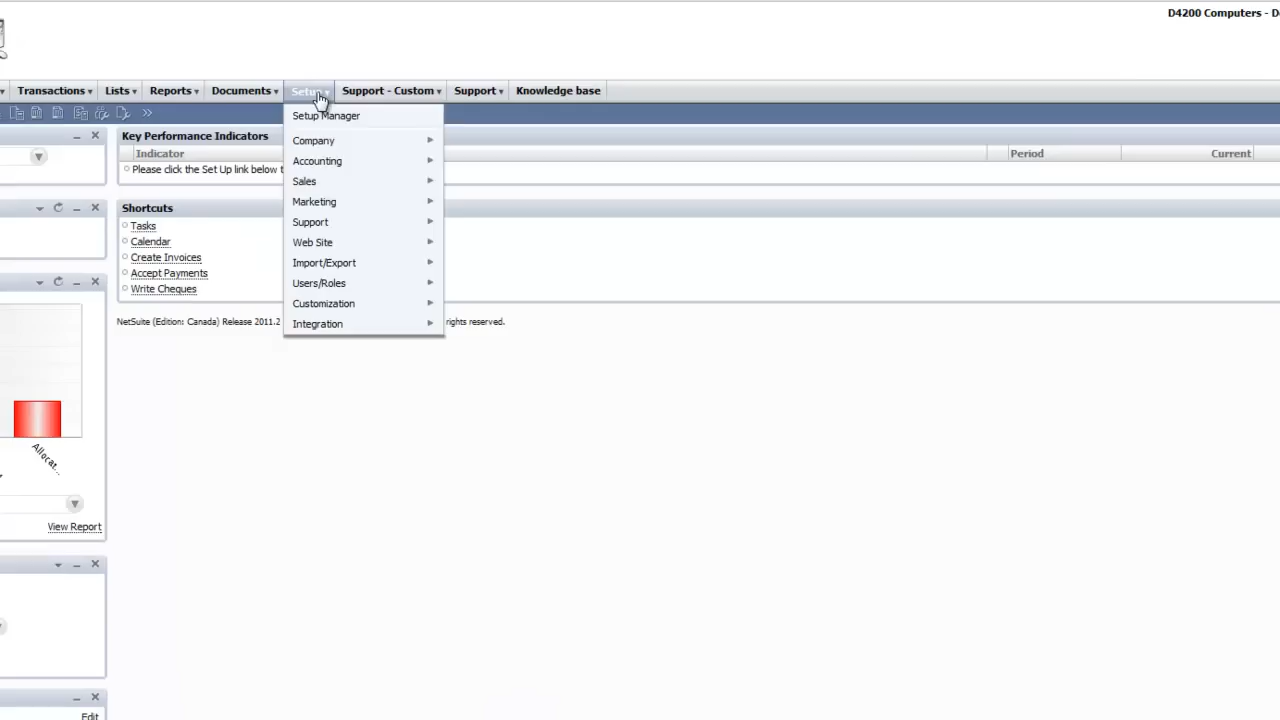 D4200 Computers - D
Transactions Lists Reports Documents Setup Support - Custom Support Knowledge base
Setup Manager
Company
Accounting
Sales
Marketing
Support
Web Site
Import/Export
Users/Roles
Customization
Integration
Key Performance Indicators
Indicator Period Current
Please click the Set Up link below t
Shortcuts
Tasks
Calendar
Create Invoices
Accept Payments
Write Cheques
NetSuite (Edition: Canada) Release 2011.2 rights reserved.
Allocat...
View Report
Edit